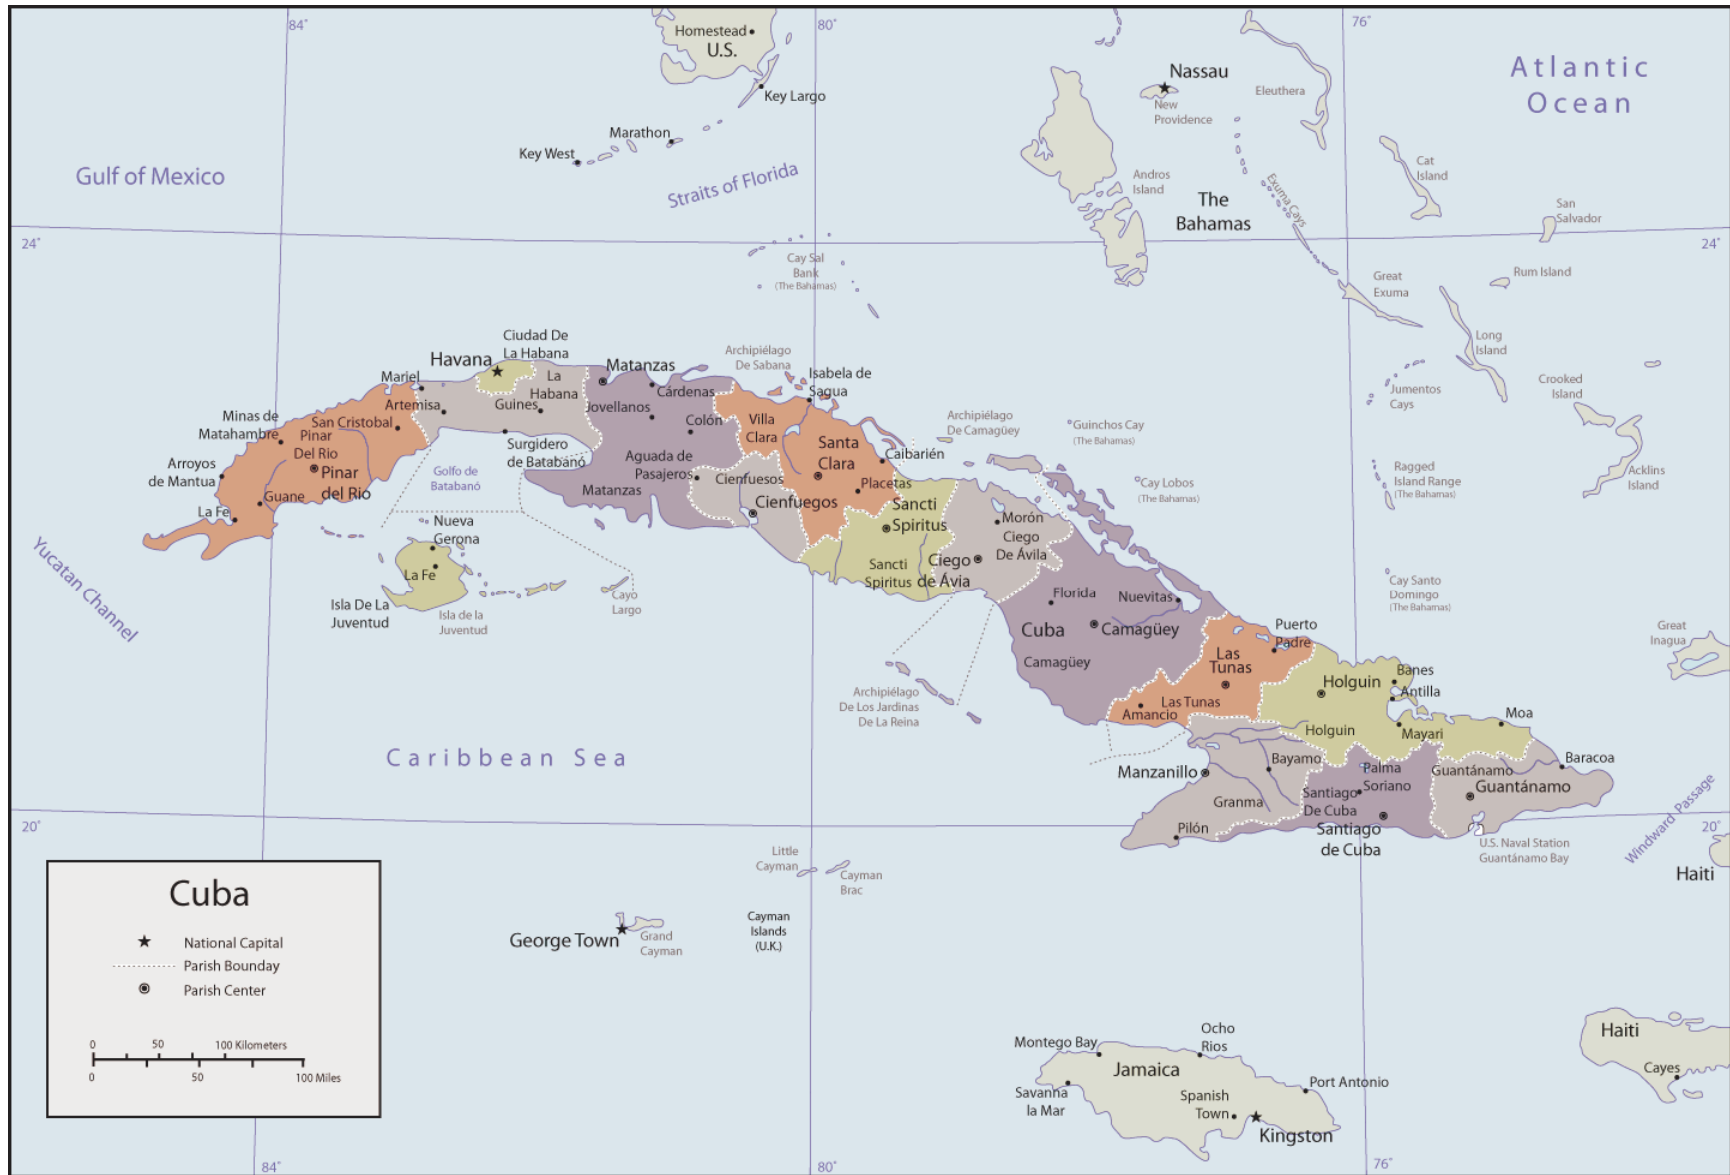 84°
80°
76°
Homestead
U.S.
Key Largo
Marathon
Key West
Straits of Florida
Gulf of Mexico
Nassau
New
Providence
Eleuthera
Atlantic
Ocean
Andros
Island
The
Bahamas
Exuma Cays
Cat
Island
San
Salvador
24°
24°
Cay Sal
Bank
(The Bahamas)
Great
Exuma
Rum Island
Long
Island
Crooked
Island
Jumentos
Cays
Acklins
Island
Ragged
Island Range
(The Bahamas)
Guinchos Cay
(The Bahamas)
Cay Lobos
(The Bahamas)
Cay Santo
Domingo
(The Bahamas)
Great
Inagua
Ciudad De
La Habana
Havana
Mariel
La
Habana
Artemisa
Guines
Matanzas
Cárdenas
Jovellanos
Colón
Archipiélago
De Sabana
Isabela de
Sagua
Archipiélago
De Camagüey
Minas de
Matahambre
San Cristobal
Pinar
Del Rio
Pinar
del Rio
Arroyos
de Mantua
Guane
La Fe
Surgidero
de Batabanó
Golfo de
Batabanó
Aguada de
Pasajeros
Matanzas
Villa
Clara
Santa
Clara
Caibarién
Placetas
Cienfuesos
Cienfuegos
Sancti
Spiritus
Sancti
Spiritus
Morón
Ciego
De Ávila
Ciego
de Ávia
Nueva
Gerona
La Fe
Isla De La
Juventud
Isla de la
Juventud
Cayo
Largo
Yucatan Channel
Florida
Nuevitas
Cuba
Camagüey
Camagüey
Archipiélago
De Los Jardinas
De La Reina
Puerto
Padre
Las
Tunas
Las Tunas
Amancio
Holguin
Banes
Antilla
Holguin
Mayari
Moa
Baracoa
Bayamo
Manzanillo
Granma
Pilón
Palma
Soriano
Santiago
De Cuba
Santiago
de Cuba
Guantánamo
Guantánamo
U.S. Naval Station
Guantánamo Bay
Windward Passage
Caribbean Sea
20°
20°
Haiti
Little
Cayman
Cayman
Brac
Cayman
Islands
(U.K.)
George Town
Grand
Cayman
Cuba
National Capital
Parish Bounday
Parish Center
0 50 100 Kilometers
0 50 100 Miles
Montego Bay
Ocho
Rios
Jamaica
Savanna
la Mar
Spanish
Town
Port Antonio
Kingston
Haiti
Cayes
84°
80°
76°